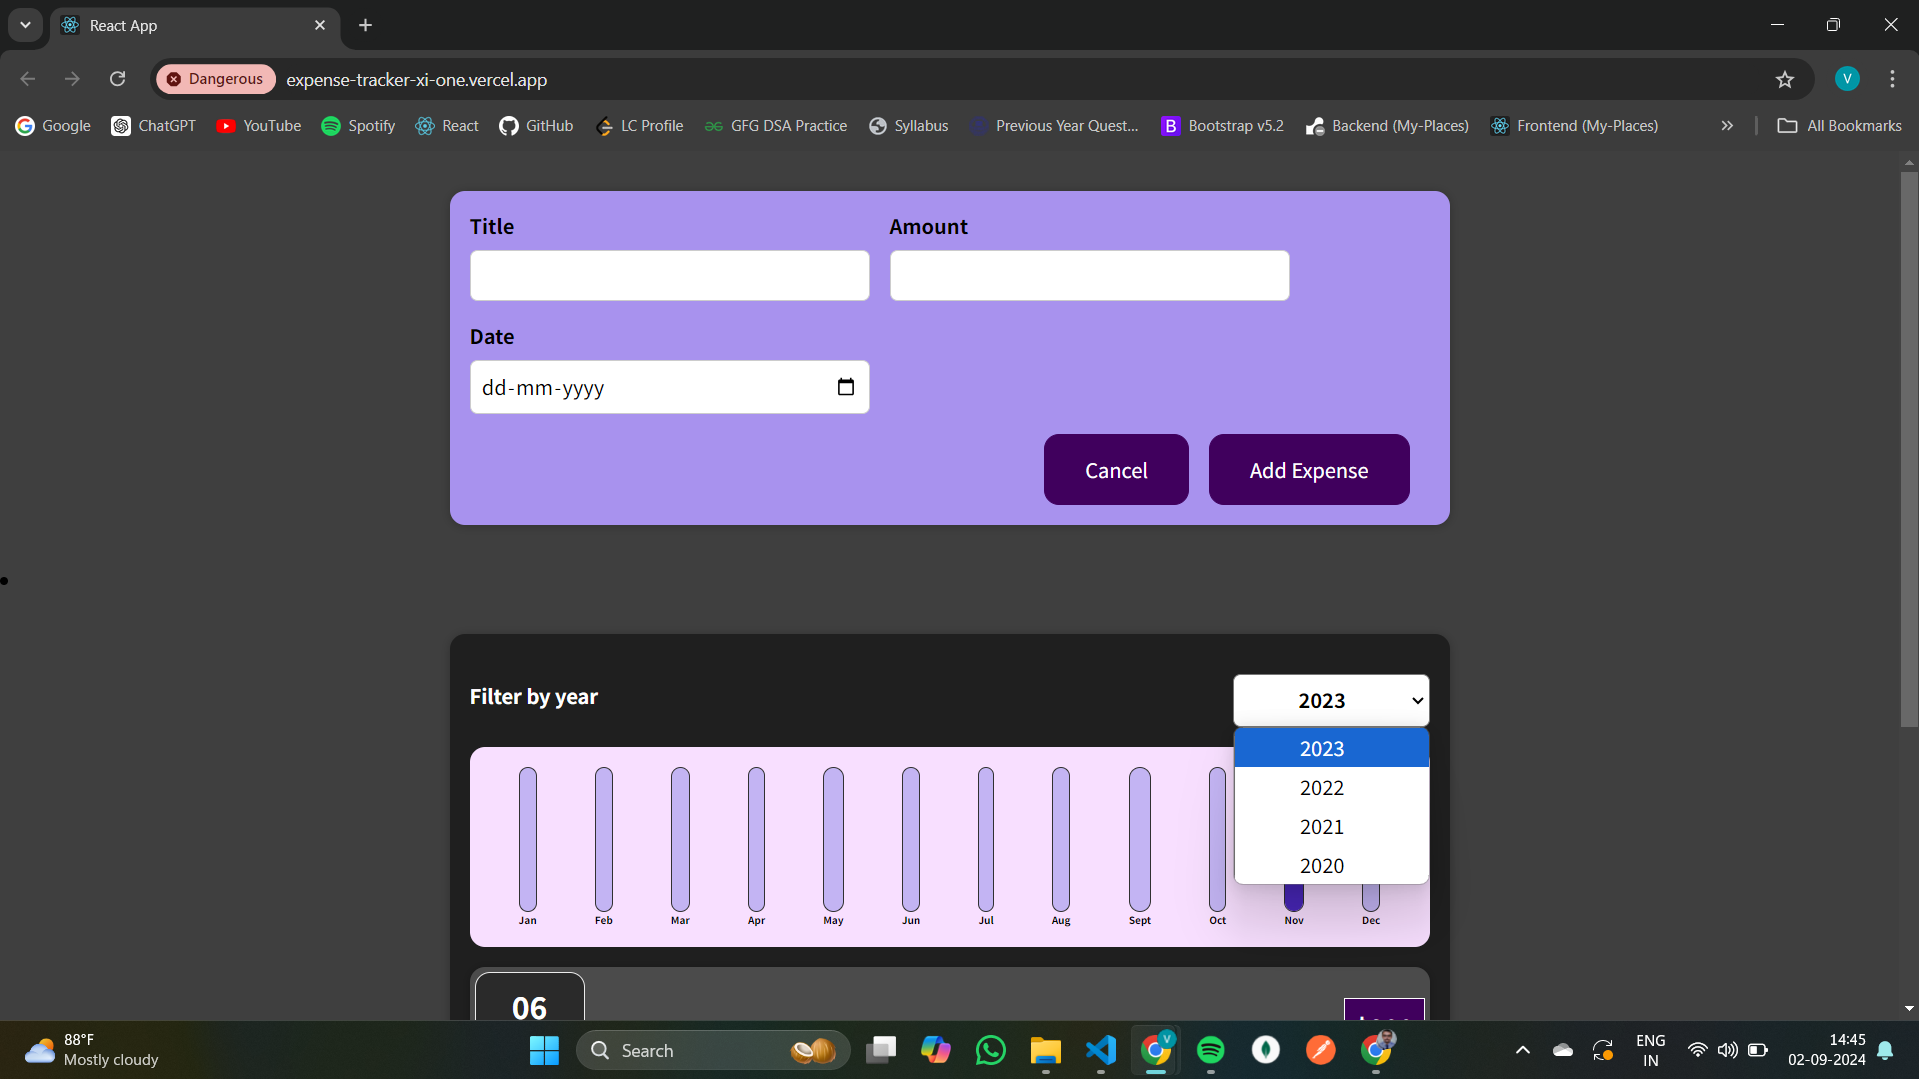 React App
Dangerous
expense-tracker-xi-one.vercel.app
V
Google
ChatGPT
YouTube
Spotify
React
GitHub
LC Profile
GFG DSA Practice
Syllabus
Previous Year Quest...
B
Bootstrap v5.2
Backend (My-Places)
Frontend (My-Places)
All Bookmarks
Title
Amount
Date
dd-mm-yyyy
Cancel
Add Expense
Filter by year
2023
2023
2022
2021
2020
Jan
Feb
Mar
Apr
May
Jun
Jul
Aug
Sept
Oct
Nov
Dec
06
88°F
Mostly cloudy
Search
V
ENG
IN
14:45
02-09-2024